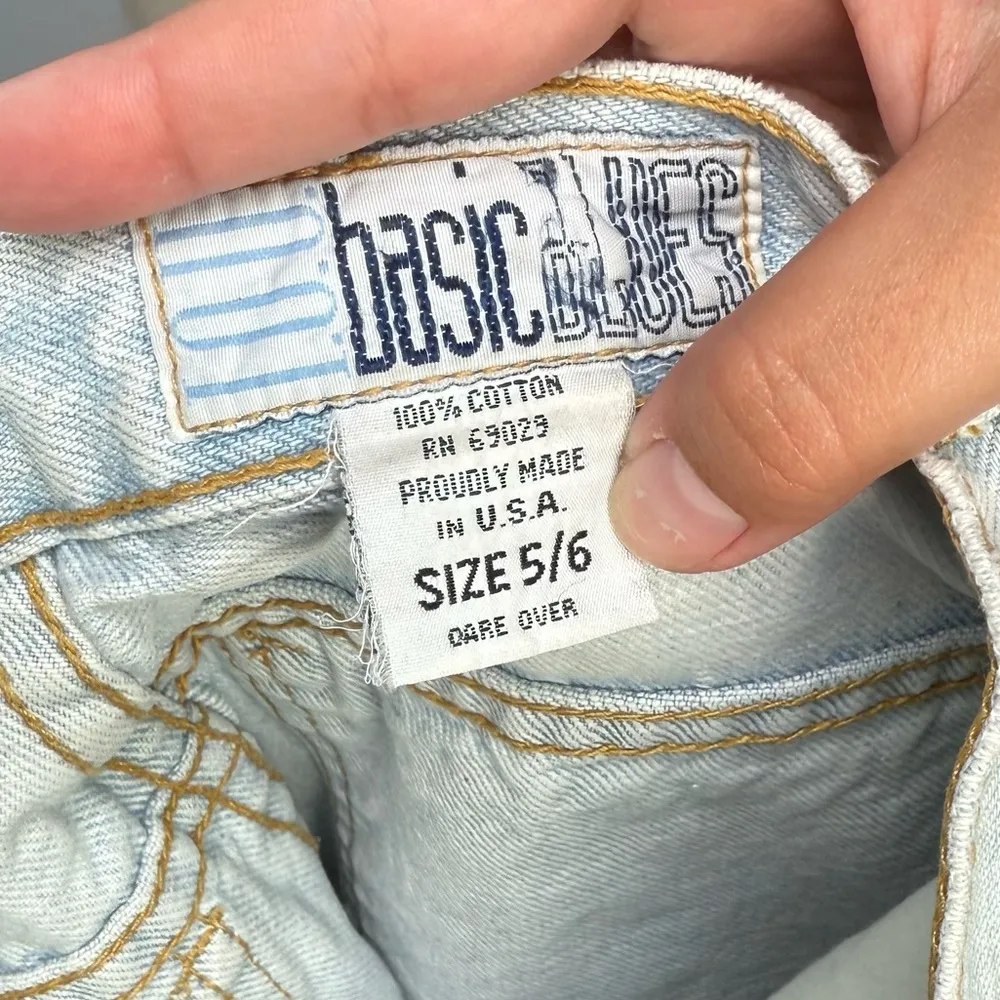 i.o.u.
basic BLUES
100% COTTON
RN 69029
PROUDLY MADE
IN U.S.A.
SIZE 5/6
CARE OVER